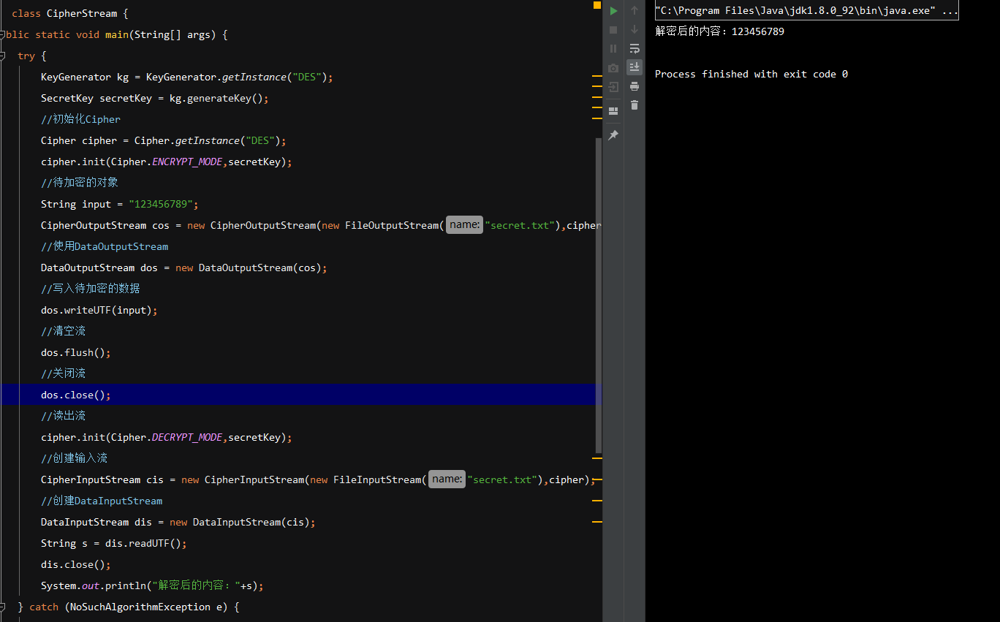 class CipherStream {
blic static void main(String[] args) {
try {
KeyGenerator kg = KeyGenerator.getInstance("DES");
SecretKey secretKey = kg.generateKey();
//初始化Cipher
Cipher cipher = Cipher.getInstance("DES");
cipher.init(Cipher.ENCRYPT_MODE,secretKey);
//待加密的对象
String input = "123456789";
CipherOutputStream cos = new CipherOutputStream(new FileOutputStream( name: "secret.txt"),cipher
//使用DataOutputStream
DataOutputStream dos = new DataOutputStream(cos);
//写入待加密的数据
dos.writeUTF(input);
//清空流
dos.flush();
//关闭流
dos.close();
//读出流
cipher.init(Cipher.DECRYPT_MODE,secretKey);
//创建输入流
CipherInputStream cis = new CipherInputStream(new FileInputStream( name: "secret.txt"),cipher);
//创建DataInputStream
DataInputStream dis = new DataInputStream(cis);
String s = dis.readUTF();
dis.close();
System.out.println("解密后的内容："+s);
} catch (NoSuchAlgorithmException e) {
"C:\Program Files\Java\jdk1.8.0_92\bin\java.exe" ...
解密后的内容：123456789
Process finished with exit code 0